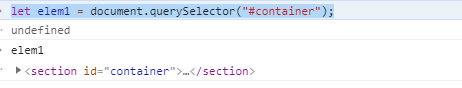 let elem1 = document.querySelector("#container");
undefined
elem1
<section id="container">…</section>